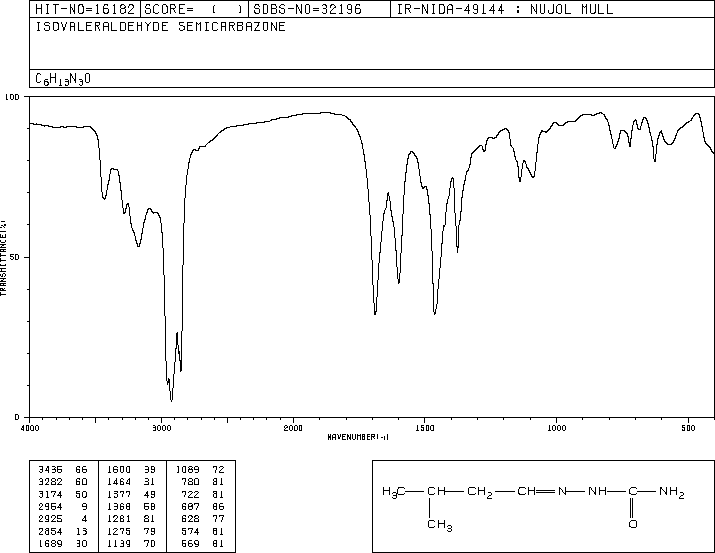 HIT-NO=16182 SCORE= ( ) SDBS-NO=32196 IR-NIDA-49144 : NUJOL MULL
ISOVALERALDEHYDE SEMICARBAZONE
C6H13N3O
100
50
0
TRANSMITTANCE(%)
4000 3000 2000 1500 1000 500
WAVENUMBER(-1)
3435 66 1600 39 1089 72
3282 60 1464 31 780 81
3174 50 1377 49 722 81
2954 9 1368 68 687 86
2925 4 1281 81 628 77
2854 13 1275 79 574 81
1689 30 1139 70 569 81
H3C CH CH2 CH N NH C NH2
CH3 O